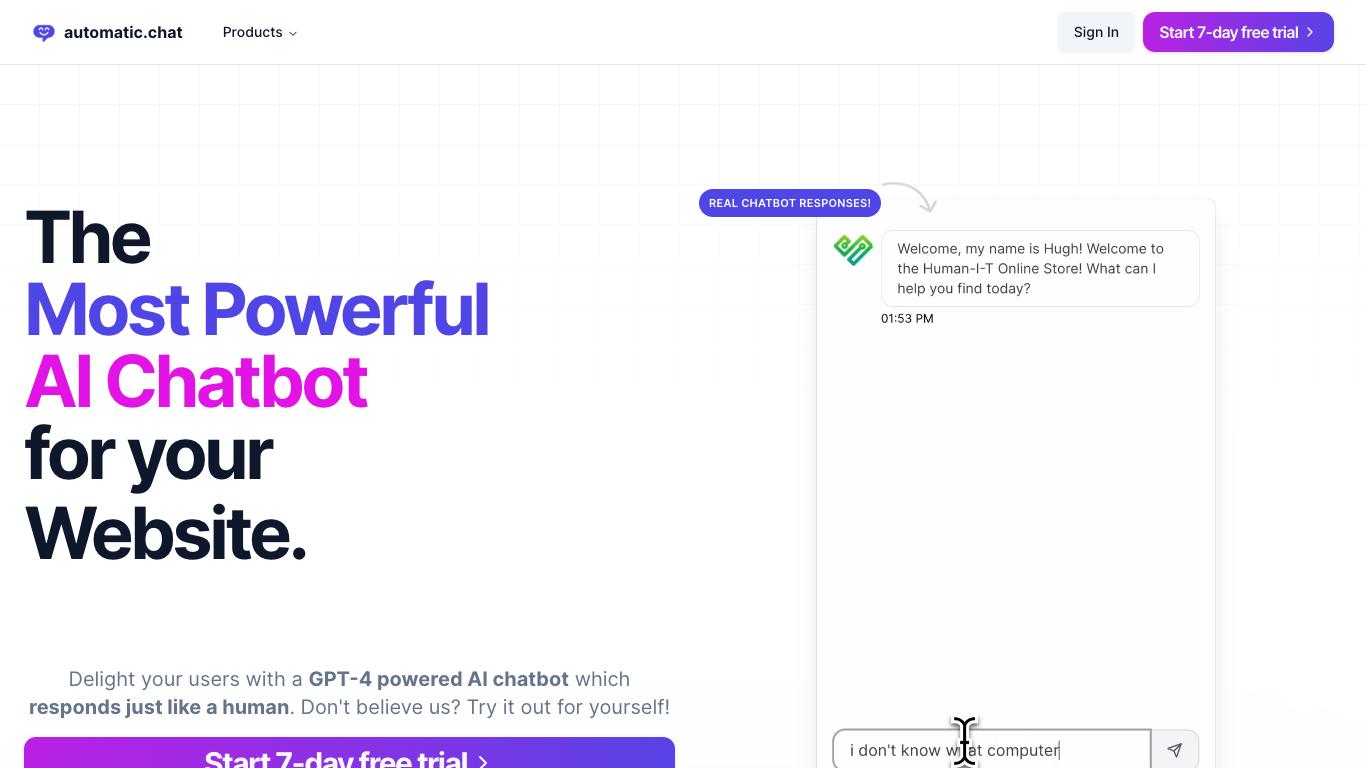 automatic.chat
Products
Sign In
Start 7-day free trial
REAL CHATBOT RESPONSES!
Welcome, my name is Hugh! Welcome to
the Human-I-T Online Store! What can I
help you find today?
01:53 PM
The
Most Powerful
AI Chatbot
for your
Website.
Delight your users with a GPT-4 powered AI chatbot which
responds just like a human. Don't believe us? Try it out for yourself!
Start 7-day free trial
i don't know what computer